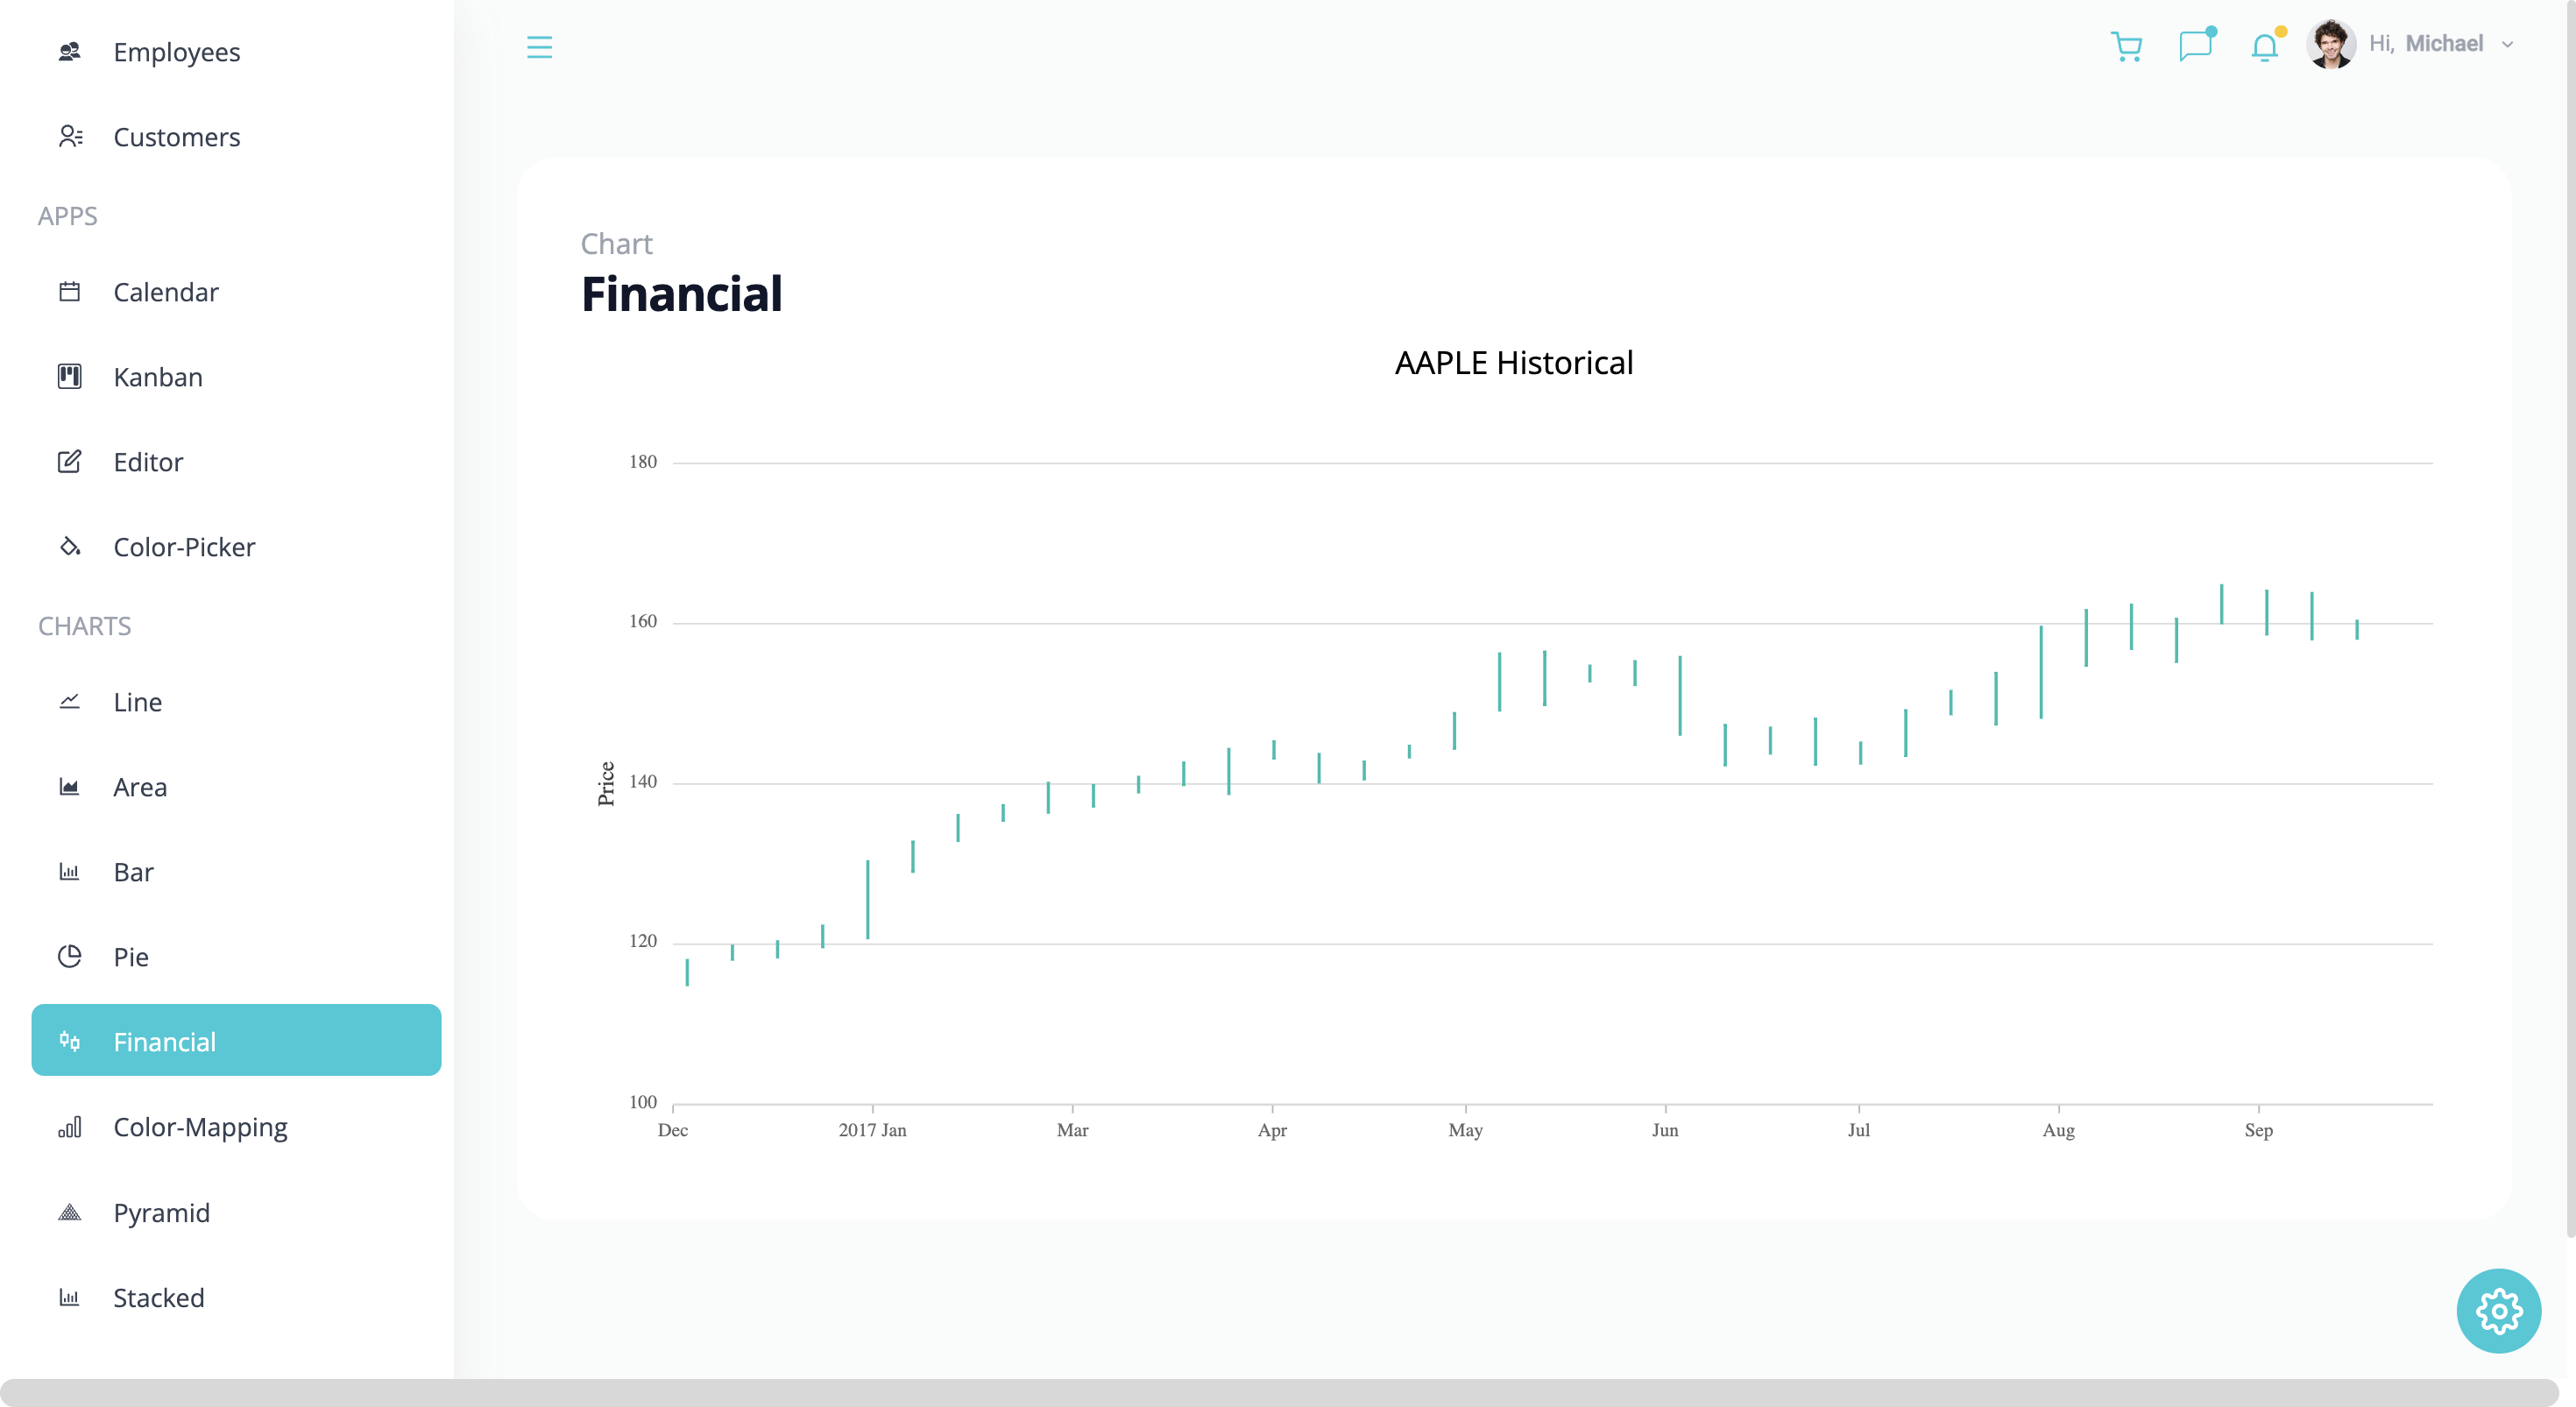 Employees
Customers
APPS
Calendar
Kanban
Editor
Color-Picker
CHARTS
Line
Area
Bar
Pie
Financial
Color-Mapping
Pyramid
Stacked
Hi, Michael
Chart
Financial
AAPLE Historical
180
160
140
120
100
Price
Dec 2017 Jan Mar Apr May Jun Jul Aug Sep